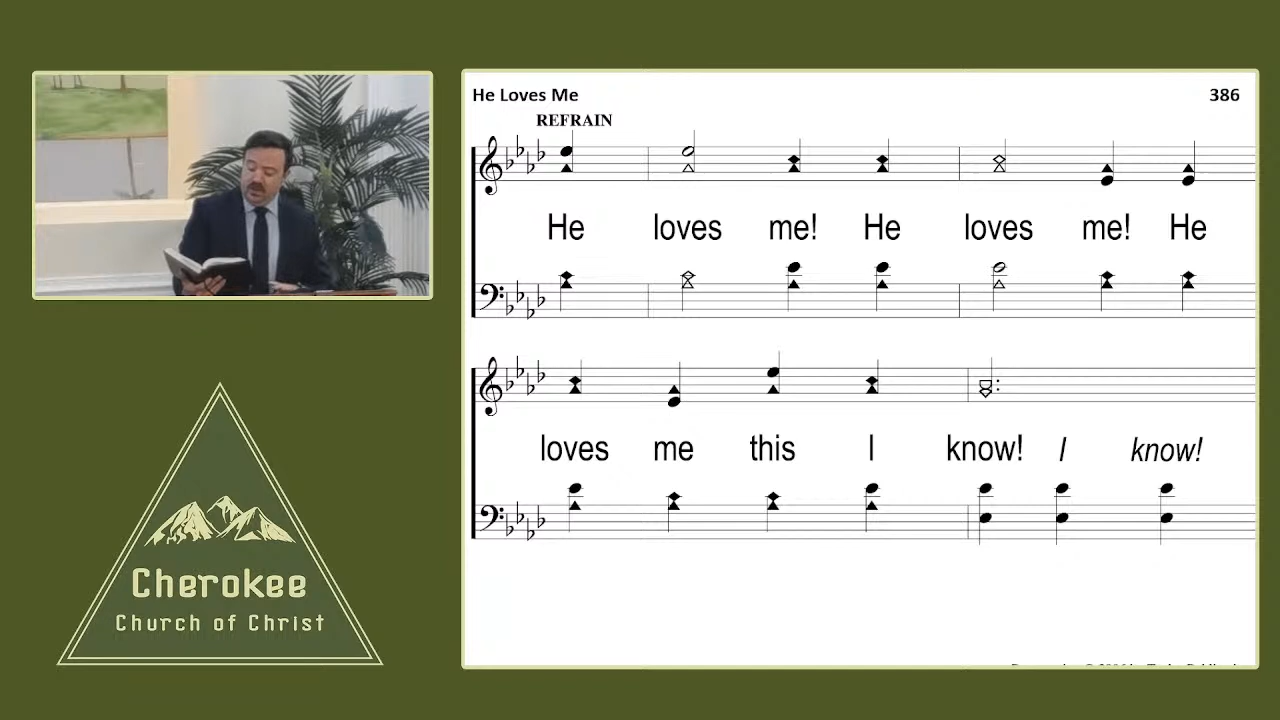 He Loves Me 386
REFRAIN
He loves me! He loves me! He
loves me this I know! I know!
Cherokee
Church of Christ